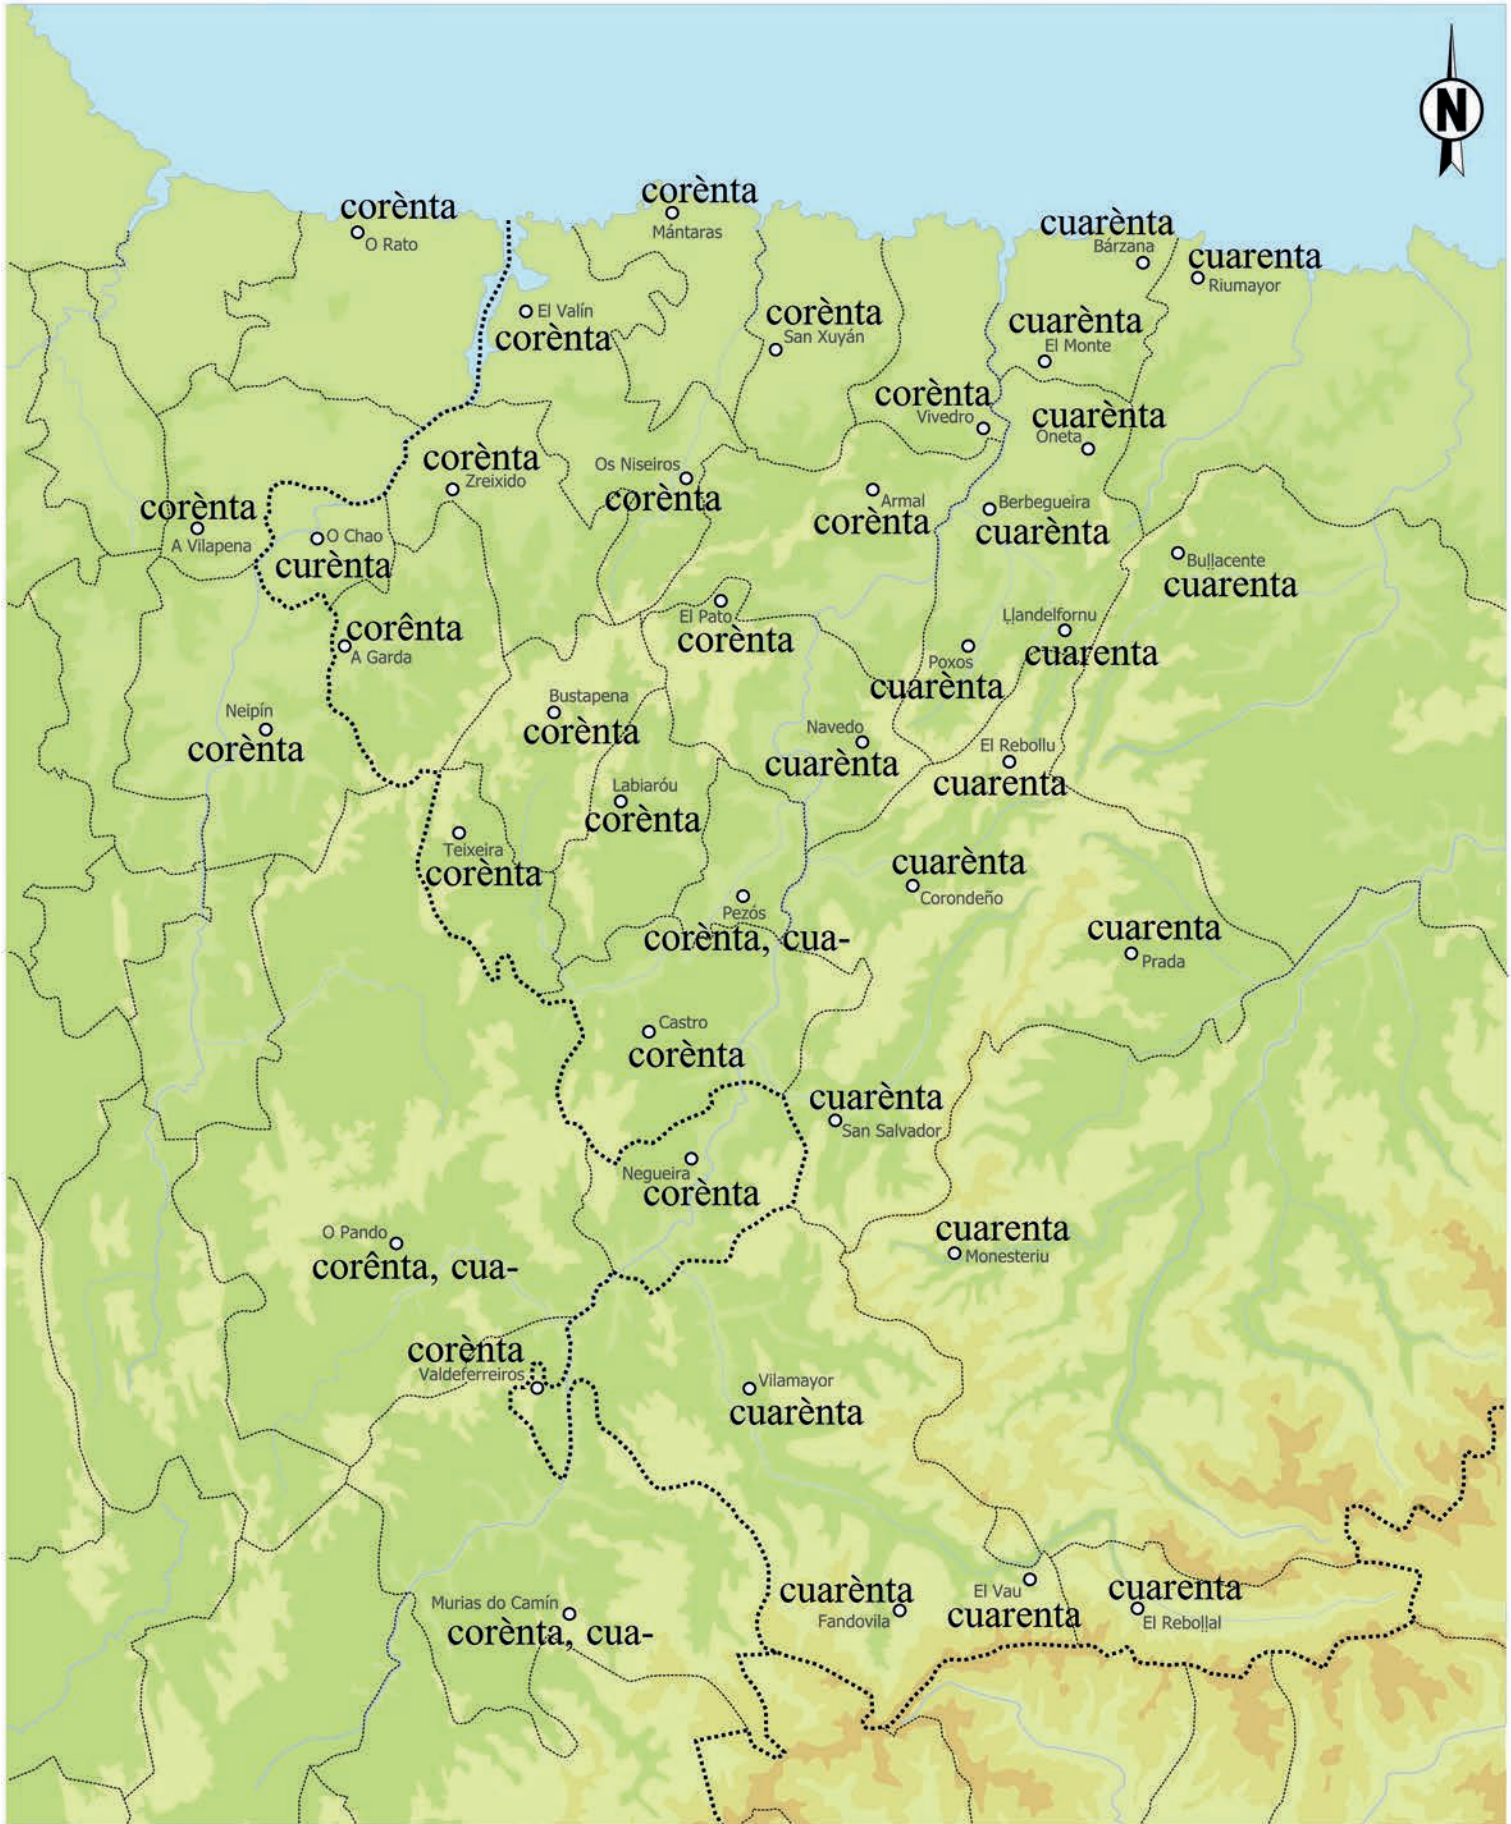 N
corènta
Mántaras
corènta
O Rato
cuarènta
Bárzana
cuarenta
Riumayor
El Valín
corènta
corènta
San Xuyán
cuarènta
El Monte
corènta
Vivedro
cuarènta
Oneta
corènta
Zreixido
Os Niseiros
corènta
Armal
corènta
Berbegueira
cuarènta
corènta
A Vilapena
O Chao
curènta
Buḷḷacente
cuarenta
El Pato
corènta
Ḷḷandelfornu
cuarenta
corênta
A Garda
Poxos
cuarènta
Bustapena
corènta
Neipín
corènta
Navedo
cuarènta
El Rebollu
cuarenta
Labiaróu
corènta
Teixeira
corènta
cuarènta
Corondeño
Pezós
corènta, cua-
cuarenta
Prada
Castro
corènta
cuarènta
San Salvador
Negueira
corènta
O Pando
corênta, cua-
cuarenta
Monesteriu
corènta
Valdeferreiros
Vilamayor
cuarènta
Murias do Camín
corènta, cua-
cuarènta
Fandovila
El Vau
cuarenta
cuarenta
El Reboḷḷal